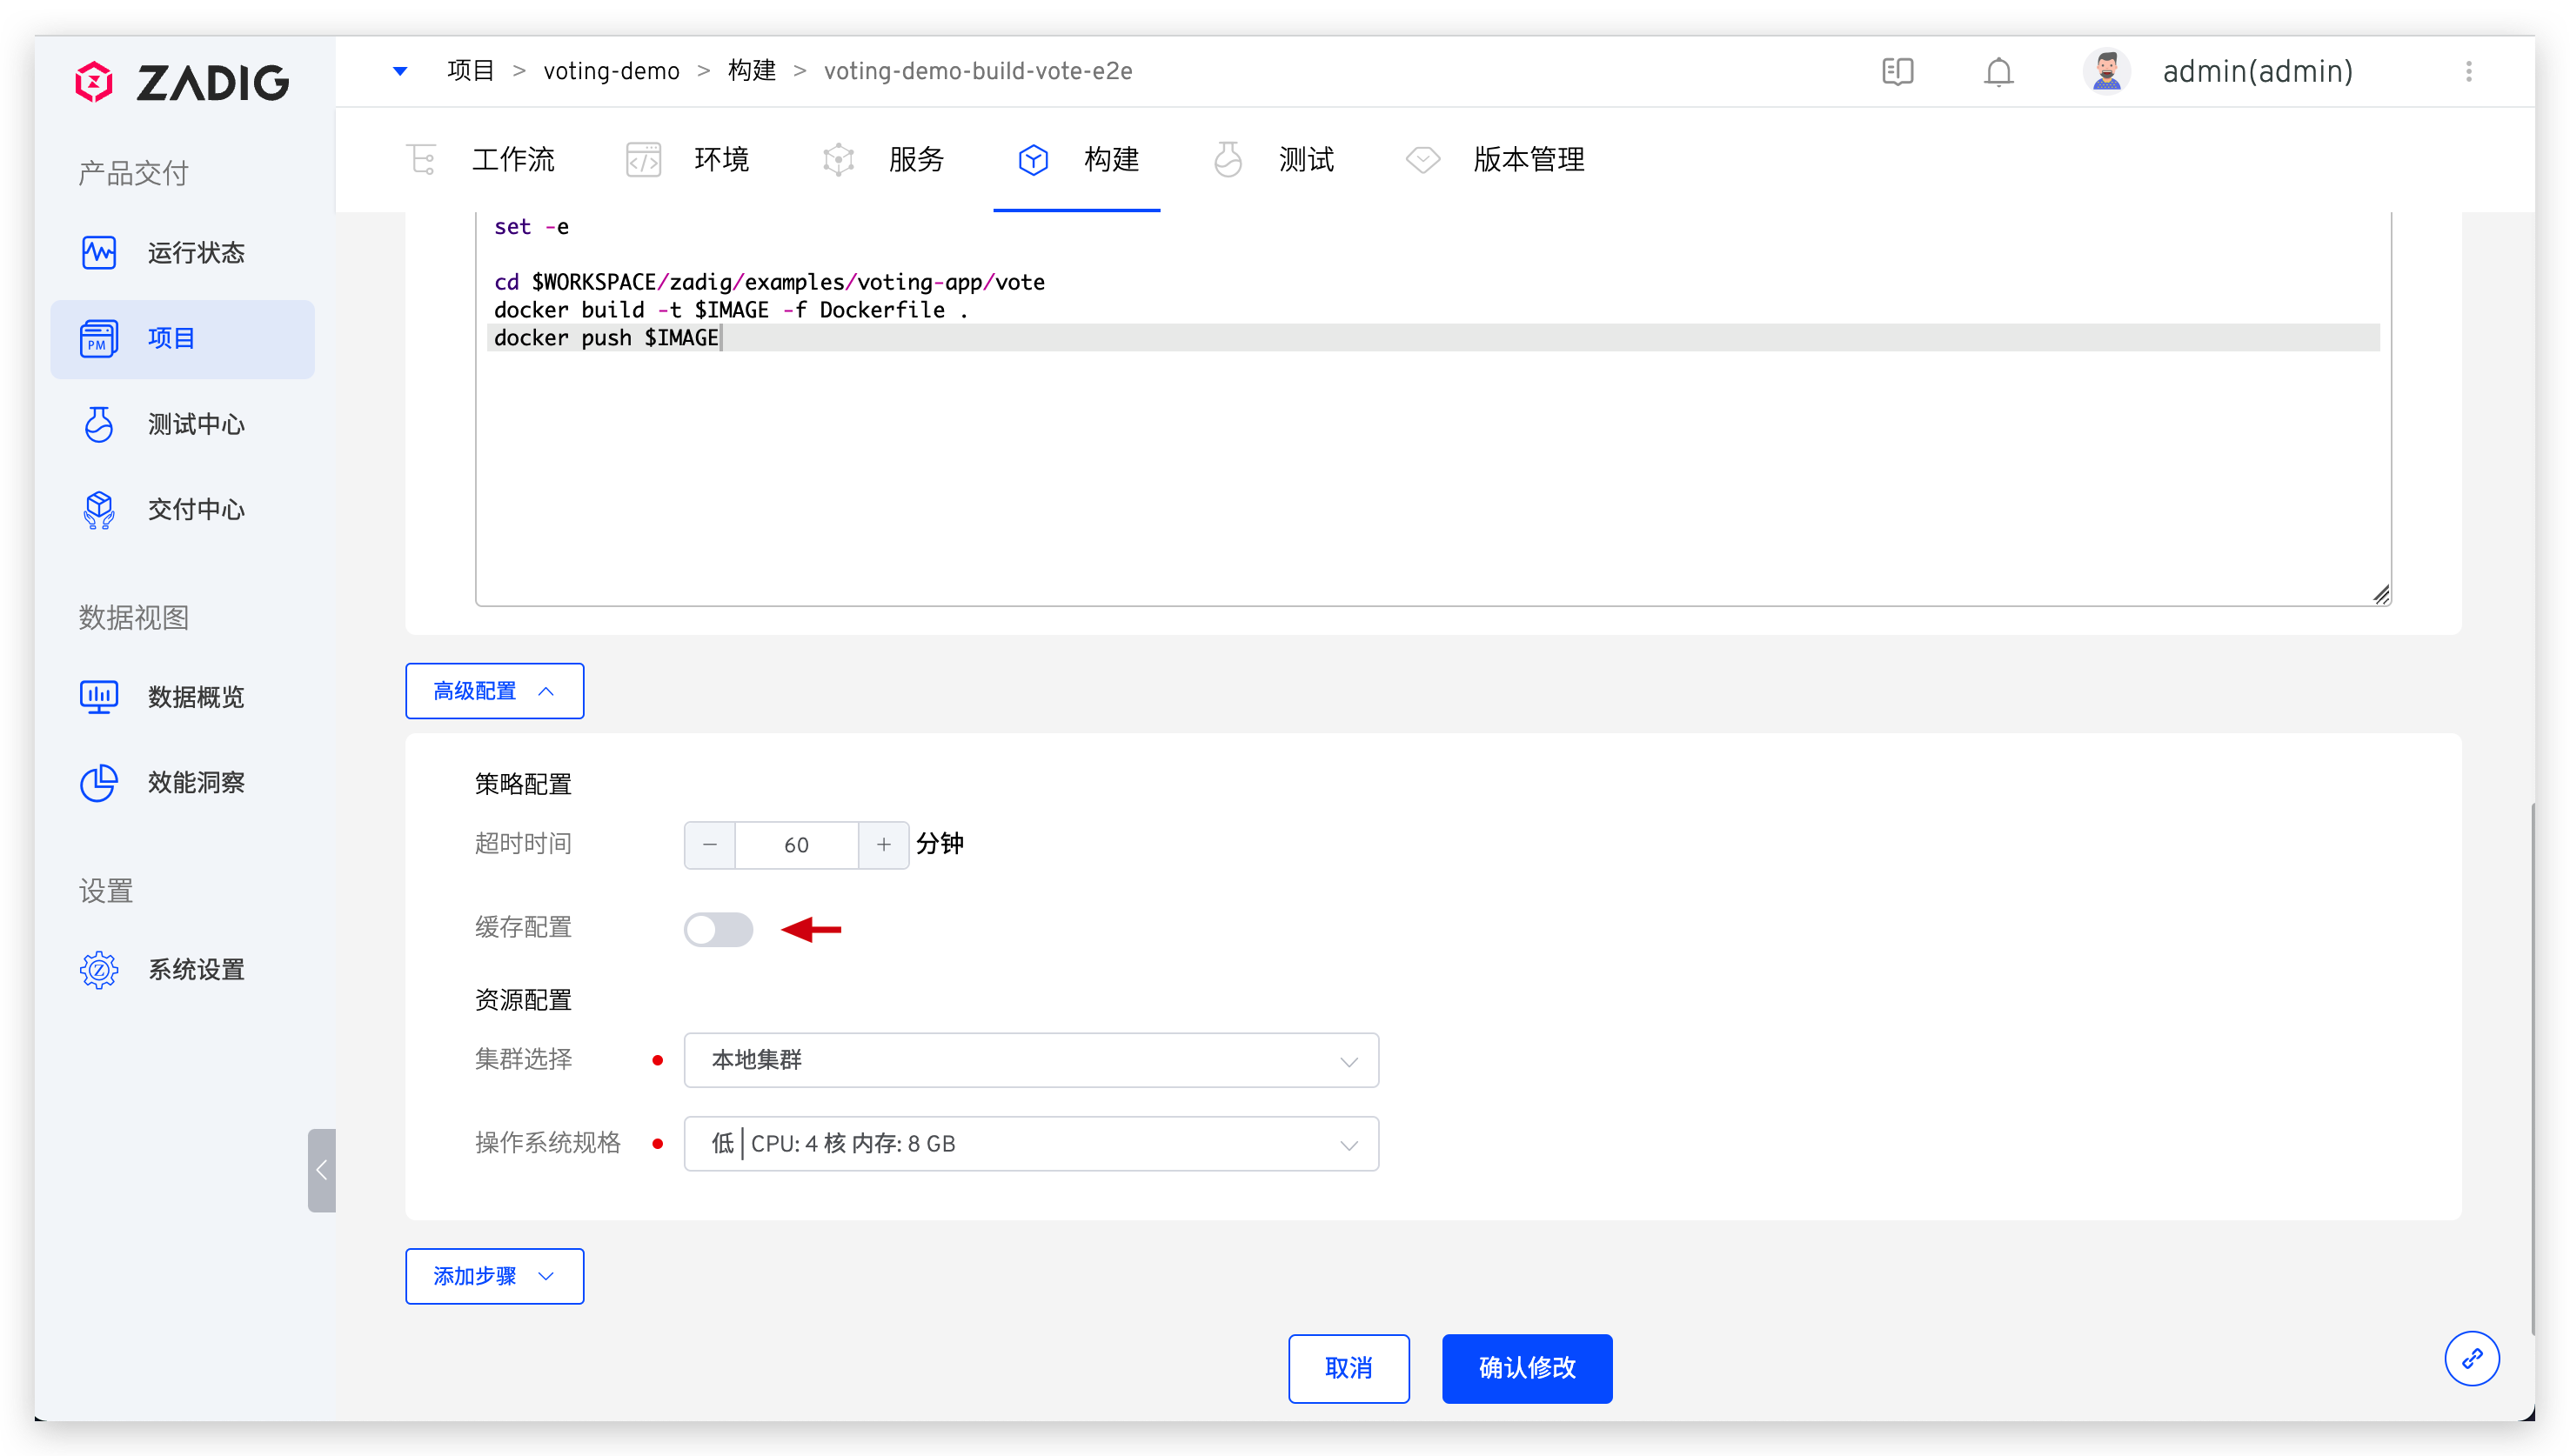 ZADIG
项目 > voting-demo > 构建 > voting-demo-build-vote-e2e
admin(admin)
工作流
环境
服务
构建
测试
版本管理
产品交付
运行状态
PM
项目
测试中心
交付中心
数据视图
数据概览
效能洞察
设置
系统设置
set -e
cd $WORKSPACE/zadig/examples/voting-app/vote
docker build -t $IMAGE -f Dockerfile .
docker push $IMAGE
高级配置
策略配置
超时时间
− 60 + 分钟
缓存配置
资源配置
集群选择
本地集群
操作系统规格
低 | CPU: 4 核 内存: 8 GB
添加步骤
取消
确认修改